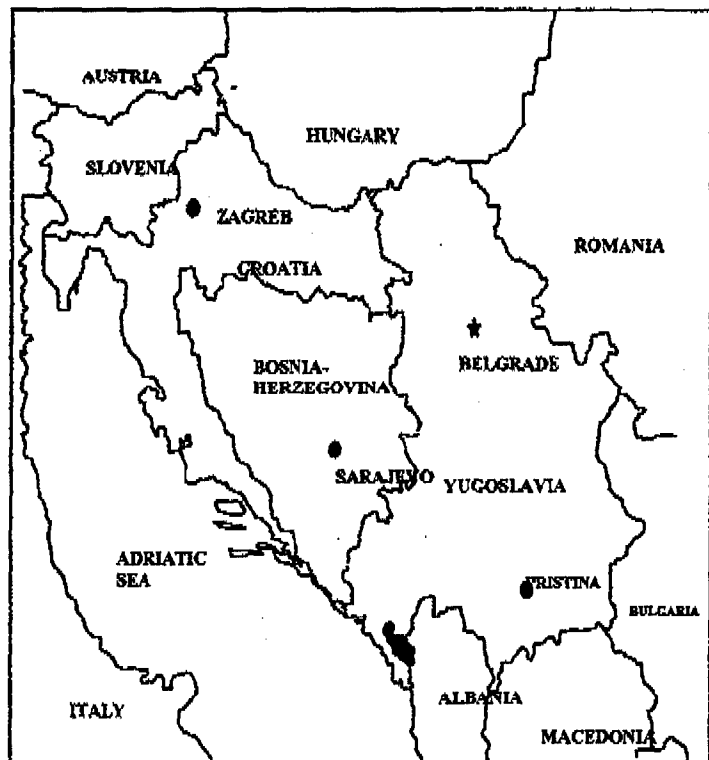 AUSTRIA
HUNGARY
SLOVENIA
ZAGREB
ROMANIA
CROATIA
BELGRADE
BOSNIA-
HERZEGOVINA
SARAJEVO
YUGOSLAVIA
ADRIATIC
SEA
PRISTINA
BULGARIA
ALBANIA
ITALY
MACEDONIA